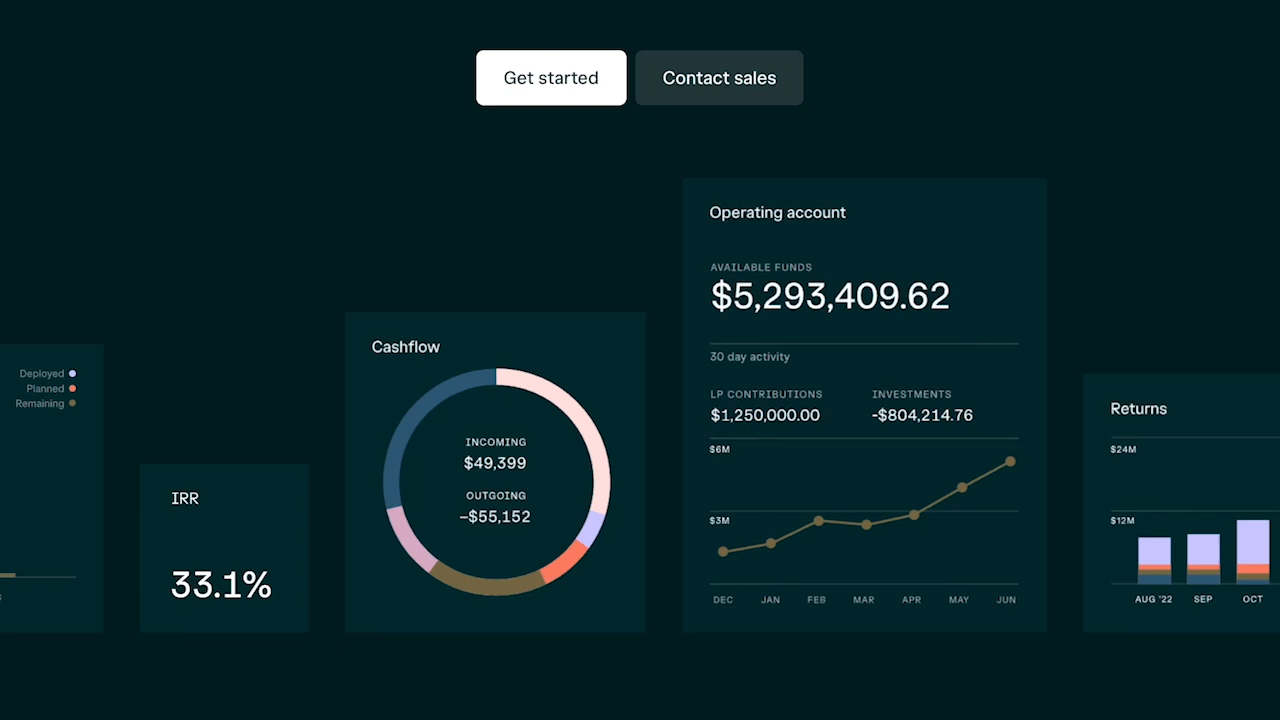 Get started
Contact sales
Deployed
Planned
Remaining
IRR
33.1%
Cashflow
INCOMING
$49,399
OUTGOING
–$55,152
Operating account
AVAILABLE FUNDS
$5,293,409.62
30 day activity
LP CONTRIBUTIONS
$1,250,000.00
INVESTMENTS
-$804,214.76
$6M
$3M
DEC JAN FEB MAR APR MAY JUN
Returns
$24M
$12M
AUG '22 SEP OCT